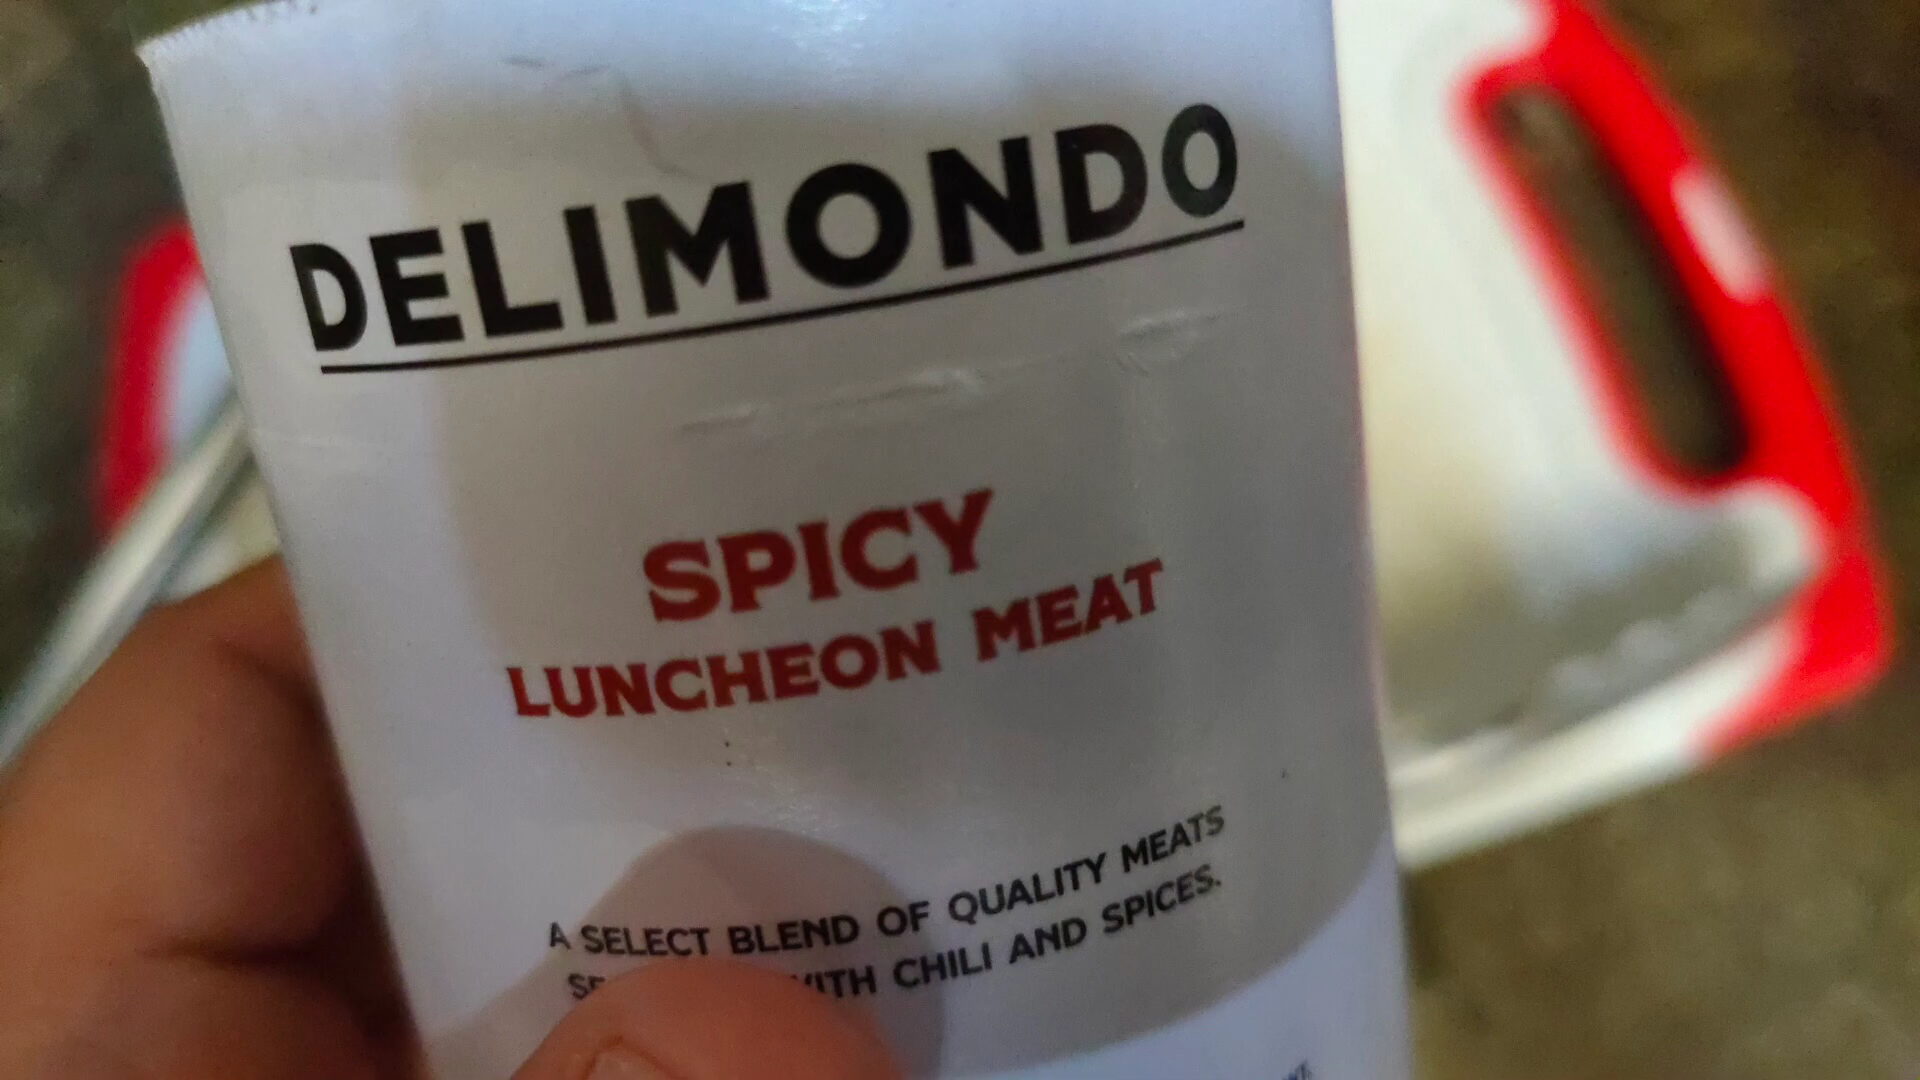 DELIMONDO
SPICY
LUNCHEON MEAT
A SELECT BLEND OF QUALITY MEATS
WITH CHILI AND SPICES.